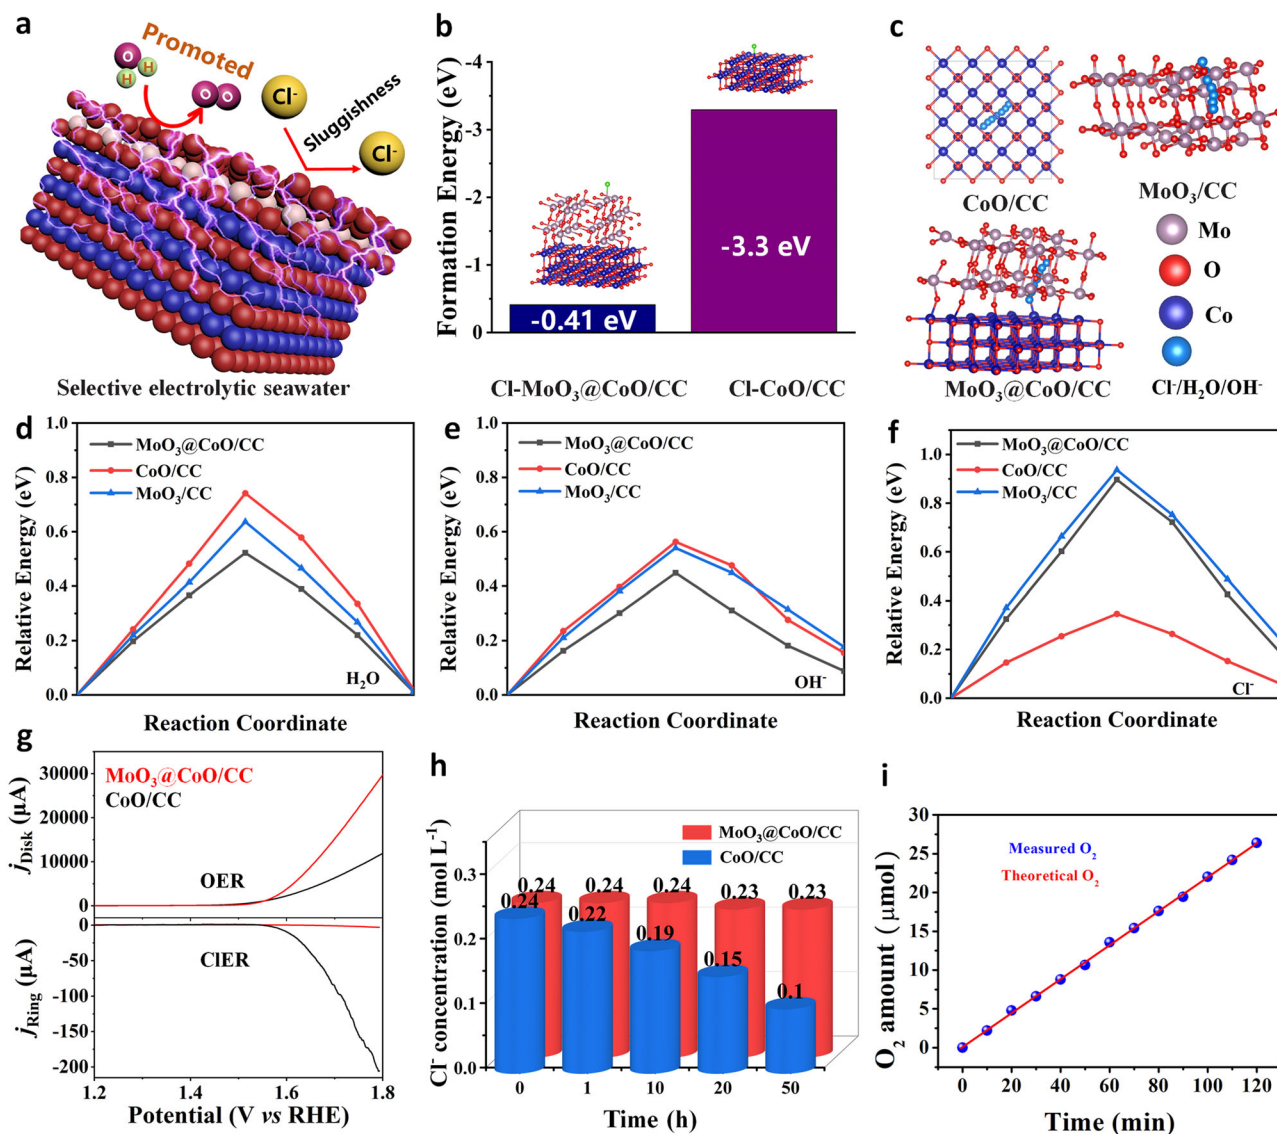 a
Promoted
O
H
H
O
O
Cl-
Sluggishness
Cl-
Selective electrolytic seawater
b
Formation Energy (eV)
-4
-3
-2
-1
0
-0.41 eV
-3.3 eV
Cl-MoO3@CoO/CC
Cl-CoO/CC
c
CoO/CC
MoO3/CC
Mo
O
Co
Cl-/H2O/OH-
MoO3@CoO/CC
d
Relative Energy (eV)
1.0
0.8
0.6
0.4
0.2
0.0
MoO3@CoO/CC
CoO/CC
MoO3/CC
H2O
Reaction Coordinate
e
Relative Energy (eV)
1.0
0.8
0.6
0.4
0.2
0.0
MoO3@CoO/CC
CoO/CC
MoO3/CC
OH-
Reaction Coordinate
f
Relative Energy (eV)
1.0
0.8
0.6
0.4
0.2
0.0
MoO3@CoO/CC
CoO/CC
MoO3/CC
Cl-
Reaction Coordinate
g
jDisk (μA)
30000
20000
10000
0
MoO3@CoO/CC
CoO/CC
OER
jRing (μA)
0
-50
-100
-150
-200
ClER
1.2 1.4 1.6 1.8
Potential (V vs RHE)
h
Cl- concentration (mol L-1)
0.3
0.2
0.1
0.0
MoO3@CoO/CC
CoO/CC
0.24 0.24 0.24 0.23 0.23
0.24 0.22 0.19 0.15 0.1
0 1 10 20 50
Time (h)
i
O2 amount ( μmol)
30
25
20
15
10
5
0
Measured O2
Theoretical O2
0 20 40 60 80 100 120
Time (min)